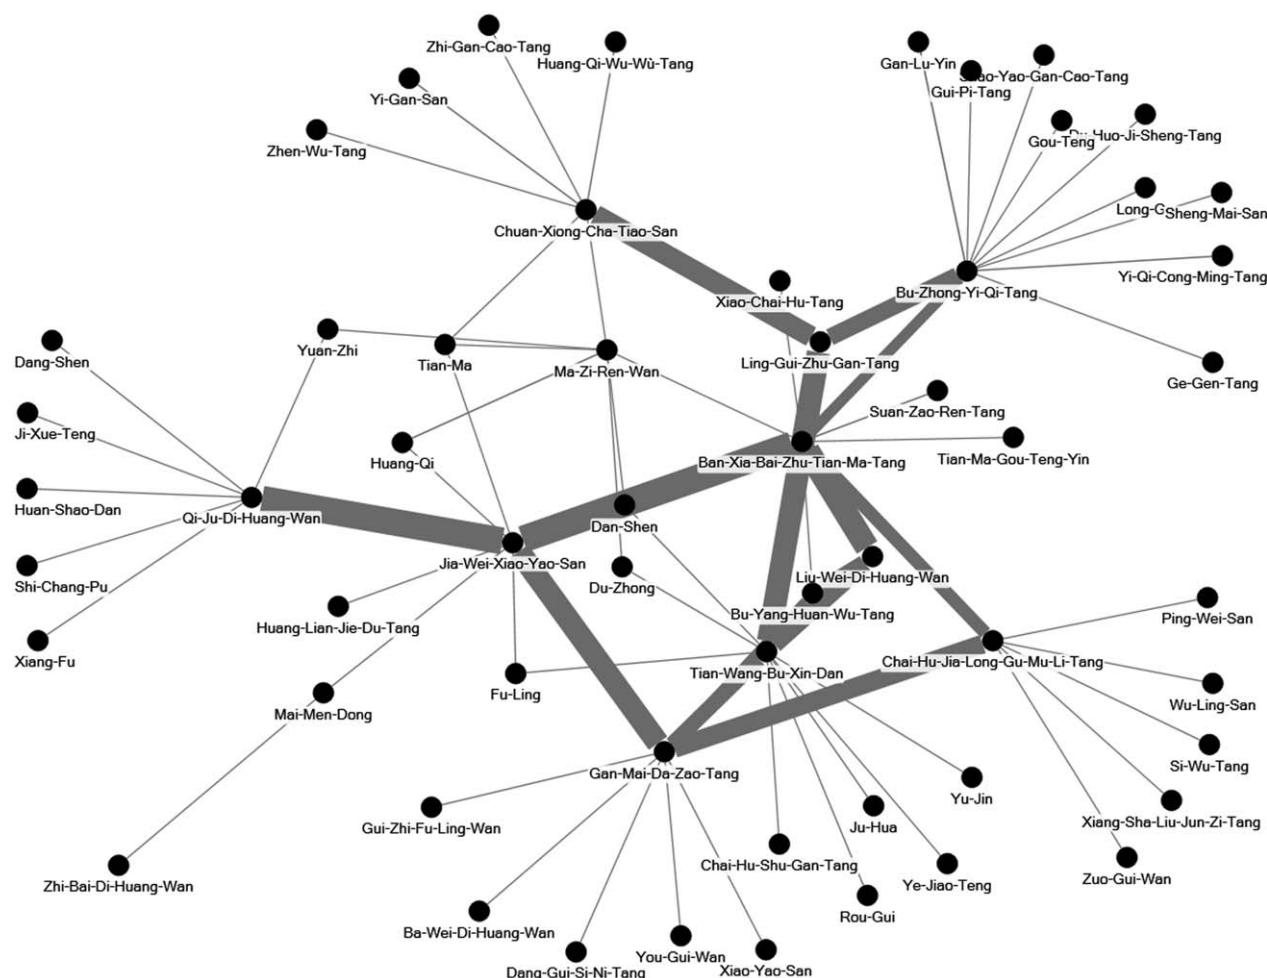 Zhi-Gan-Cao-Tang
Huang-Qi-Wu-Wù-Tang
Gan-Lu-Yin
Shao-Yao-Gan-Cao-Tang
Gui-Pi-Tang
Yi-Gan-San
Zhen-Wu-Tang
Gou-Teng
Huo-Ji-Sheng-Tang
Long-G
Sheng-Mai-San
Chuan-Xiong-Cha-Tiao-San
Yi-Qi-Cong-Ming-Tang
Bu-Zhong-Yi-Qi-Tang
Xiao-Chai-Hu-Tang
Yuan-Zhi
Dang-Shen
Tian-Ma
Ma-Zi-Ren-Wan
Ling-Gui-Zhu-Gan-Tang
Ge-Gen-Tang
Suan-Zao-Ren-Tang
Ji-Xue-Teng
Huang-Qi
Ban-Xia-Bai-Zhu-Tian-Ma-Tang
Tian-Ma-Gou-Teng-Yin
Huan-Shao-Dan
Qi-Ju-Di-Huang-Wan
Dan-Shen
Jia-Wei-Xiao-Yao-San
Liu-Wei-Di-Huang-Wan
Shi-Chang-Pu
Du-Zhong
Bu-Yang-Huan-Wu-Tang
Ping-Wei-San
Huang-Lian-Jie-Du-Tang
Xiang-Fu
Chai-Hu-Jia-Long-Gu-Mu-Li-Tang
Tian-Wang-Bu-Xin-Dan
Fu-Ling
Wu-Ling-San
Mai-Men-Dong
Si-Wu-Tang
Gan-Mai-Da-Zao-Tang
Yu-Jin
Gui-Zhi-Fu-Ling-Wan
Ju-Hua
Xiang-Sha-Liu-Jun-Zi-Tang
Chai-Hu-Shu-Gan-Tang
Zhi-Bai-Di-Huang-Wan
Ye-Jiao-Teng
Zuo-Gui-Wan
Rou-Gui
Ba-Wei-Di-Huang-Wan
You-Gui-Wan
Dang-Gui-Si-Ni-Tang
Xiao-Yao-San